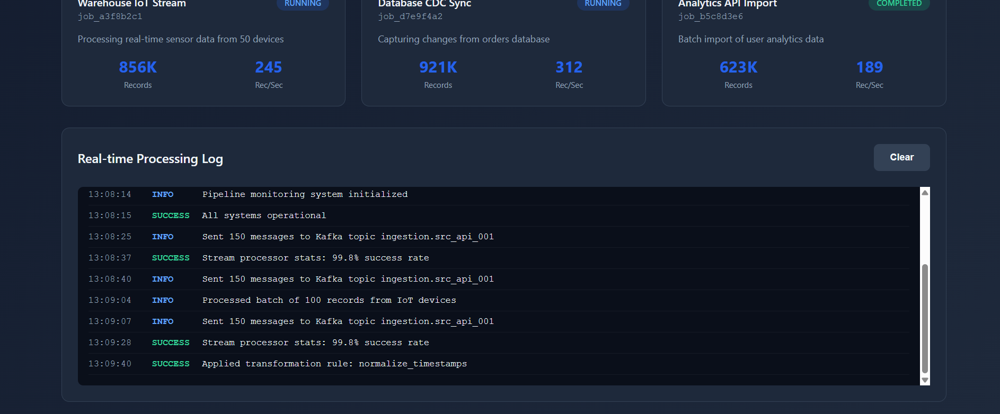 Warehouse IoT Stream RUNNING
job_a3f8b2c1
Processing real-time sensor data from 50 devices
856K 245
Records Rec/Sec
Database CDC Sync RUNNING
job_d7e9f4a2
Capturing changes from orders database
921K 312
Records Rec/Sec
Analytics API Import COMPLETED
job_b5c8d3e6
Batch import of user analytics data
623K 189
Records Rec/Sec
Real-time Processing Log Clear
13:08:14 INFO Pipeline monitoring system initialized
13:08:15 SUCCESS All systems operational
13:08:25 INFO Sent 150 messages to Kafka topic ingestion.src_api_001
13:08:37 SUCCESS Stream processor stats: 99.8% success rate
13:08:40 INFO Sent 150 messages to Kafka topic ingestion.src_api_001
13:09:04 INFO Processed batch of 100 records from IoT devices
13:09:07 INFO Sent 150 messages to Kafka topic ingestion.src_api_001
13:09:28 SUCCESS Stream processor stats: 99.8% success rate
13:09:40 SUCCESS Applied transformation rule: normalize_timestamps